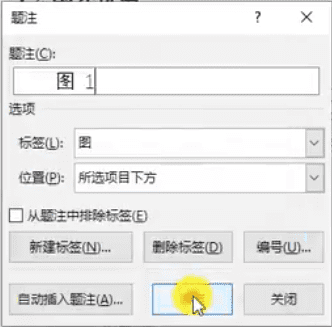 题注
题注(C):
图 1
选项
标签(L): 图
位置(P): 所选项目下方
从题注中排除标签(E)
新建标签(N)... 删除标签(D) 编号(U)...
自动插入题注(A)... 关闭